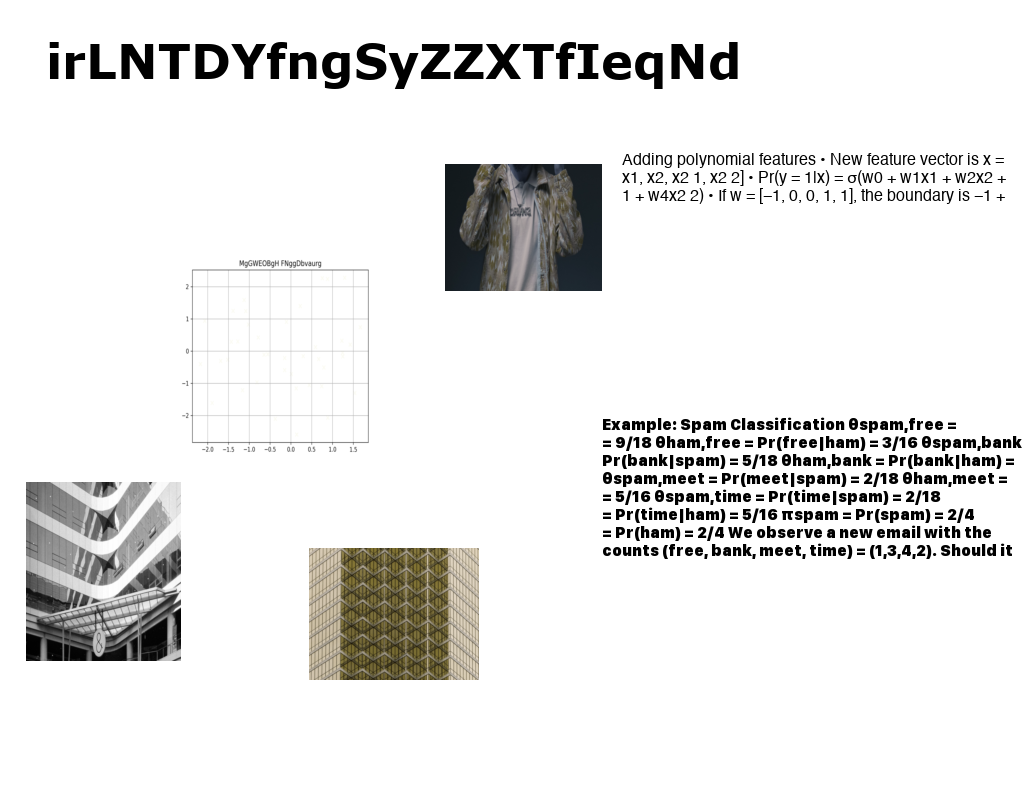 irLNTDYfngSyZZXTfIeqNd
Adding polynomial features • New feature vector is x =
x1, x2, x2 1, x2 2] • Pr(y = 1|x) = σ(w0 + w1x1 + w2x2 +
1 + w4x2 2) • If w = [−1, 0, 0, 1, 1], the boundary is −1 +
MgGWEOBgH FNggDbvaurg
2
1
0
−1
−2
−2.0 −1.5 −1.0 −0.5 0.0 0.5 1.0 1.5
Example: Spam Classification θspam,free =
= 9/18 θham,free = Pr(free|ham) = 3/16 θspam,bank
Pr(bank|spam) = 5/18 θham,bank = Pr(bank|ham) =
θspam,meet = Pr(meet|spam) = 2/18 θham,meet =
= 5/16 θspam,time = Pr(time|spam) = 2/18
= Pr(time|ham) = 5/16 πspam = Pr(spam) = 2/4
= Pr(ham) = 2/4 We observe a new email with the
counts (free, bank, meet, time) = (1,3,4,2). Should it